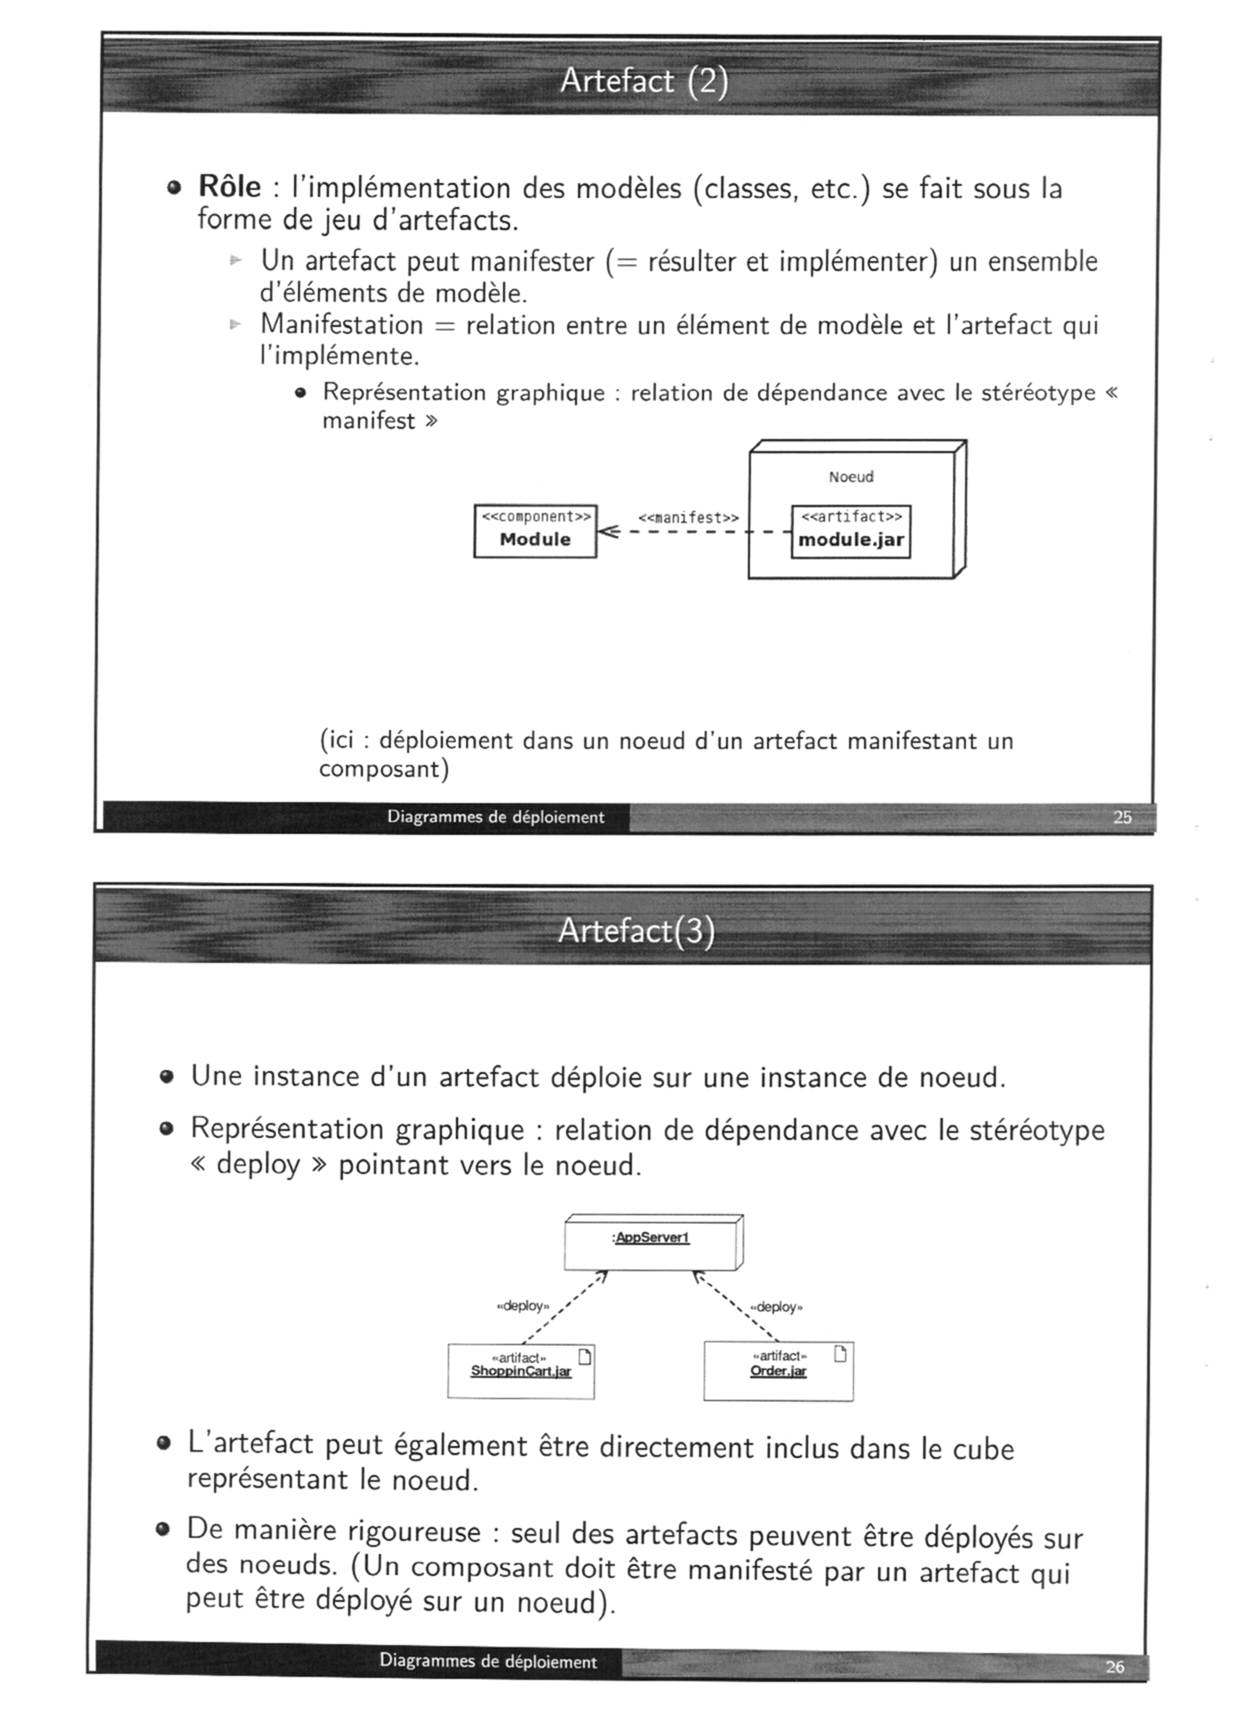 Artefact (2)
Rôle : l'implémentation des modèles (classes, etc.) se fait sous la
forme de jeu d'artefacts.
Un artefact peut manifester (= résulter et implémenter) un ensemble
d'éléments de modèle.
Manifestation = relation entre un élément de modèle et l'artefact qui
l'implémente.
Représentation graphique : relation de dépendance avec le stéréotype «
manifest »
Noeud
<<component>>
Module
<<manifest>>
<<artifact>>
module.jar
(ici : déploiement dans un noeud d'un artefact manifestant un
composant)
Diagrammes de déploiement 25
Artefact(3)
Une instance d'un artefact déploie sur une instance de noeud.
Représentation graphique : relation de dépendance avec le stéréotype
« deploy » pointant vers le noeud.
:AppServer1
«deploy» «deploy»
«artifact»
ShoppinCart.jar
«artifact»
Order.jar
L'artefact peut également être directement inclus dans le cube
représentant le noeud.
De manière rigoureuse : seul des artefacts peuvent être déployés sur
des noeuds. (Un composant doit être manifesté par un artefact qui
peut être déployé sur un noeud).
Diagrammes de déploiement 26